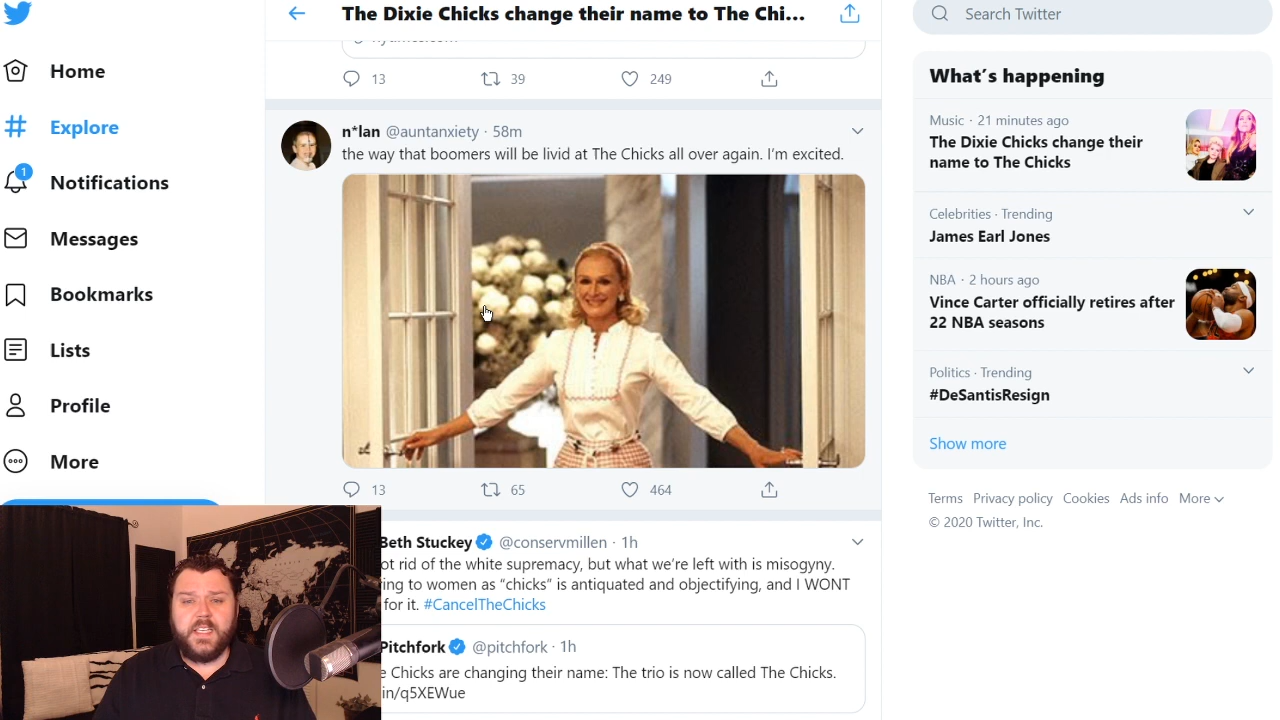 The Dixie Chicks change their name to The Chi...
Search Twitter
Home
Explore
1
Notifications
Messages
Bookmarks
Lists
Profile
More
13 39 249
n*lan @auntanxiety · 58m
the way that boomers will be livid at The Chicks all over again. I'm excited.
13 65 464
Beth Stuckey @conservmillen · 1h
ot rid of the white supremacy, but what we're left with is misogyny.
ing to women as “chicks” is antiquated and objectifying, and I WONT
for it. #CancelTheChicks
Pitchfork @pitchfork · 1h
e Chicks are changing their name: The trio is now called The Chicks.
in/q5XEWue
What's happening
Music · 21 minutes ago
The Dixie Chicks change their
name to The Chicks
Celebrities · Trending
James Earl Jones
NBA · 2 hours ago
Vince Carter officially retires after
22 NBA seasons
Politics · Trending
#DeSantisResign
Show more
Terms Privacy policy Cookies Ads info More
© 2020 Twitter, Inc.